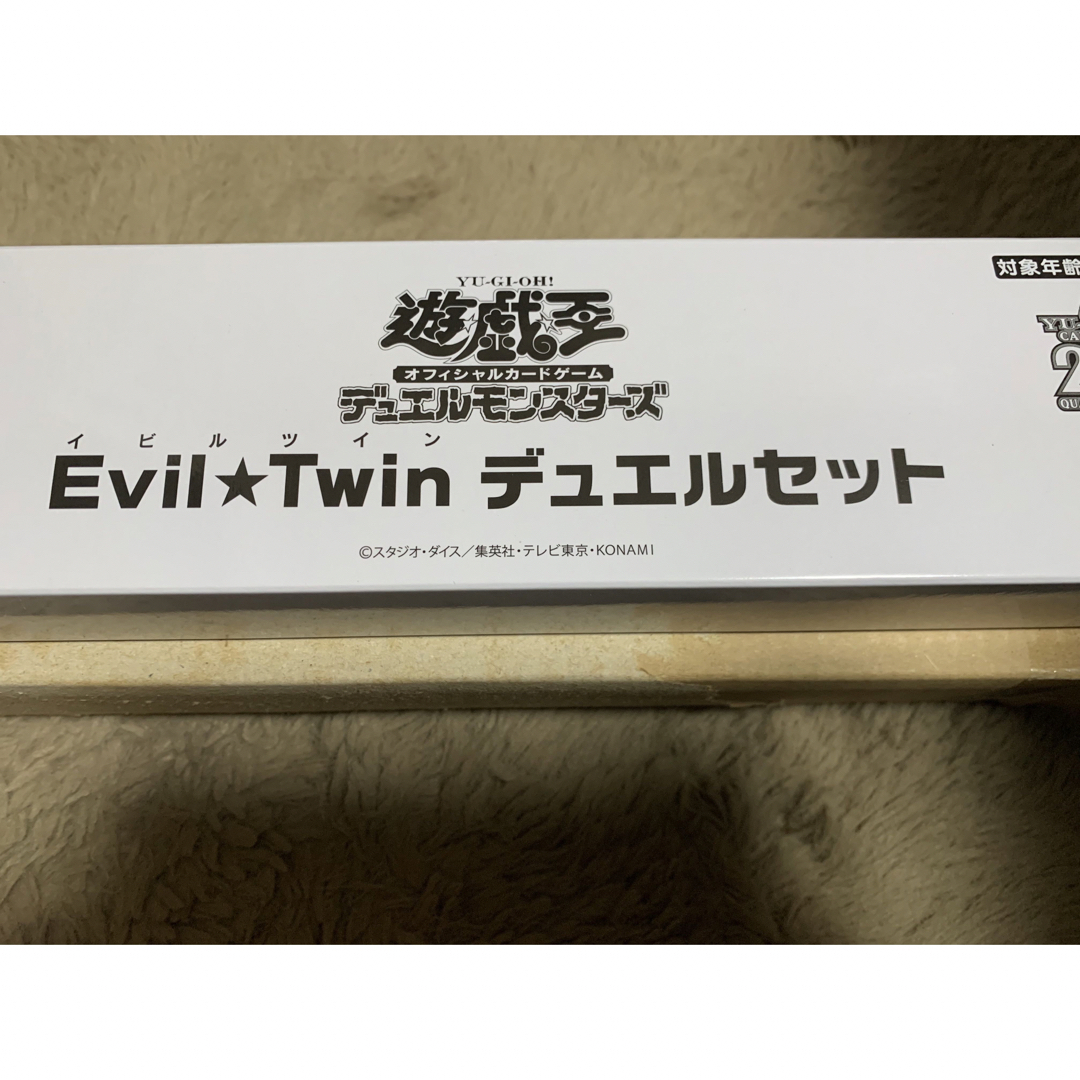 YU-GI-OH!
遊戯王
オフィシャルカードゲーム
デュエルモンスターズ
イビルツイン
Evil★Twin デュエルセット
©スタジオ・ダイス／集英社・テレビ東京・KONAMI
対象年齢